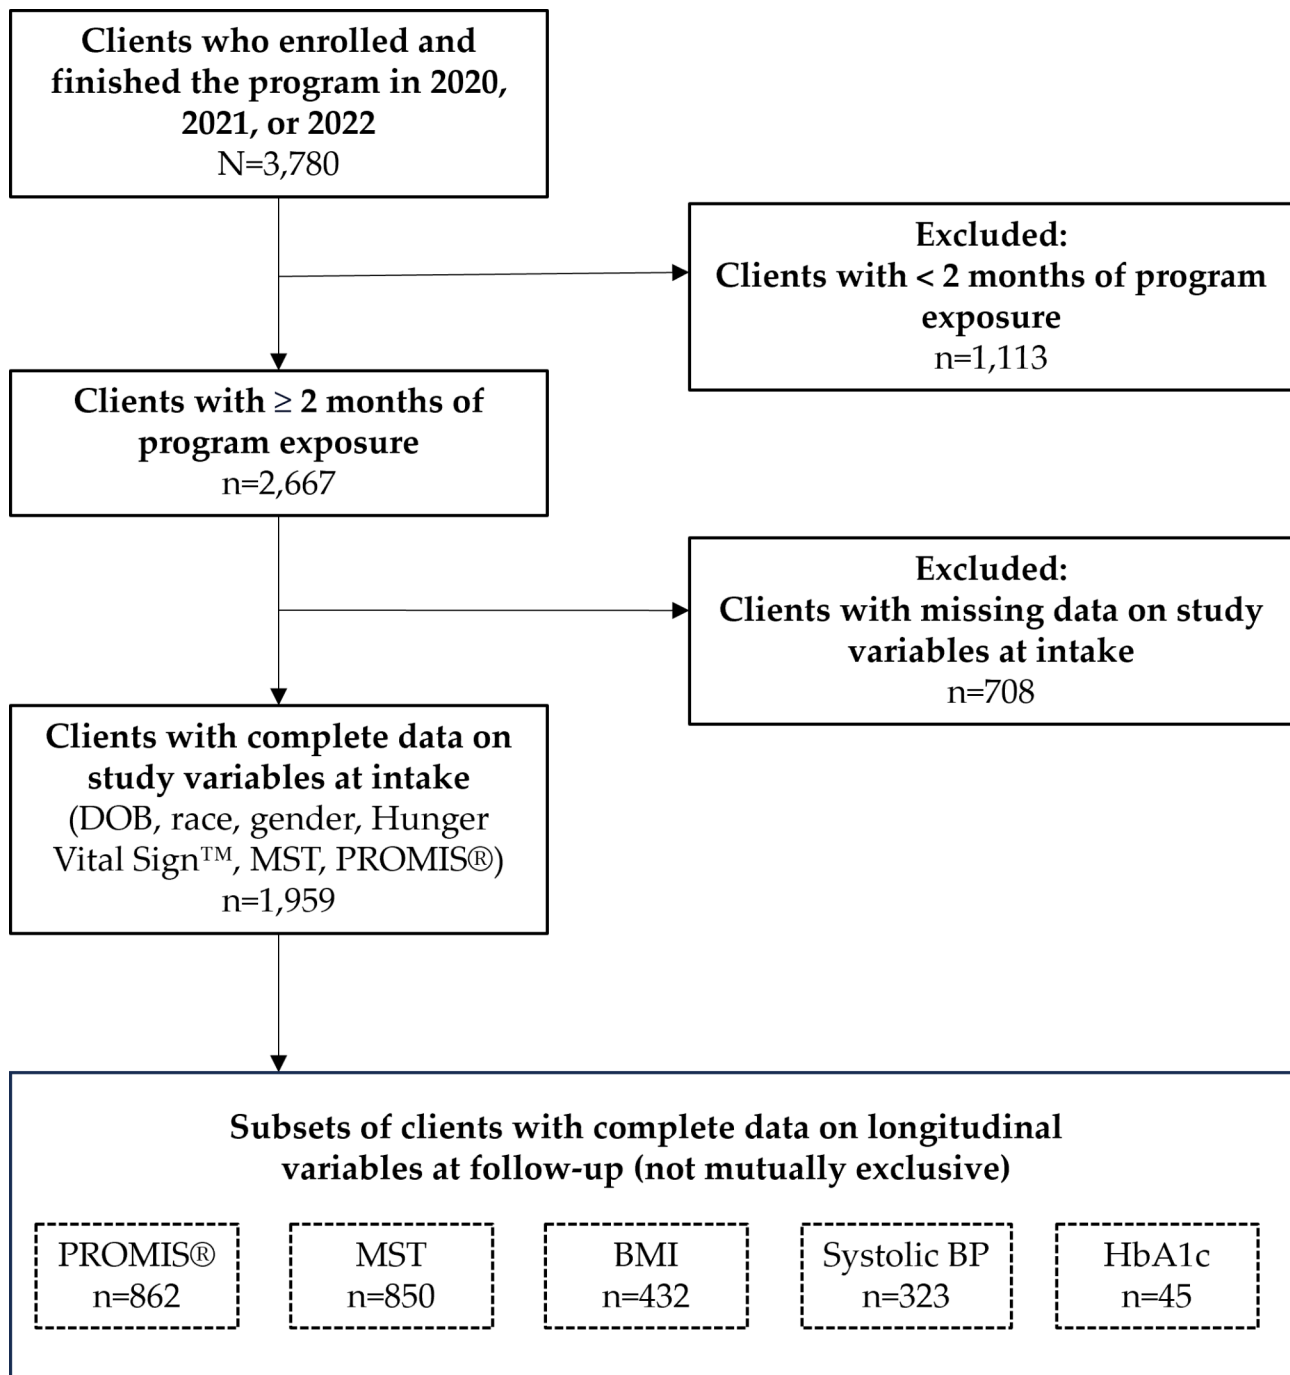 Clients who enrolled and
finished the program in 2020,
2021, or 2022
N=3,780
Excluded:
Clients with < 2 months of program
exposure
n=1,113
Clients with ≥ 2 months of
program exposure
n=2,667
Excluded:
Clients with missing data on study
variables at intake
n=708
Clients with complete data on
study variables at intake
(DOB, race, gender, Hunger
Vital Sign™, MST, PROMIS®)
n=1,959
Subsets of clients with complete data on longitudinal
variables at follow-up (not mutually exclusive)
PROMIS®
n=862
MST
n=850
BMI
n=432
Systolic BP
n=323
HbA1c
n=45